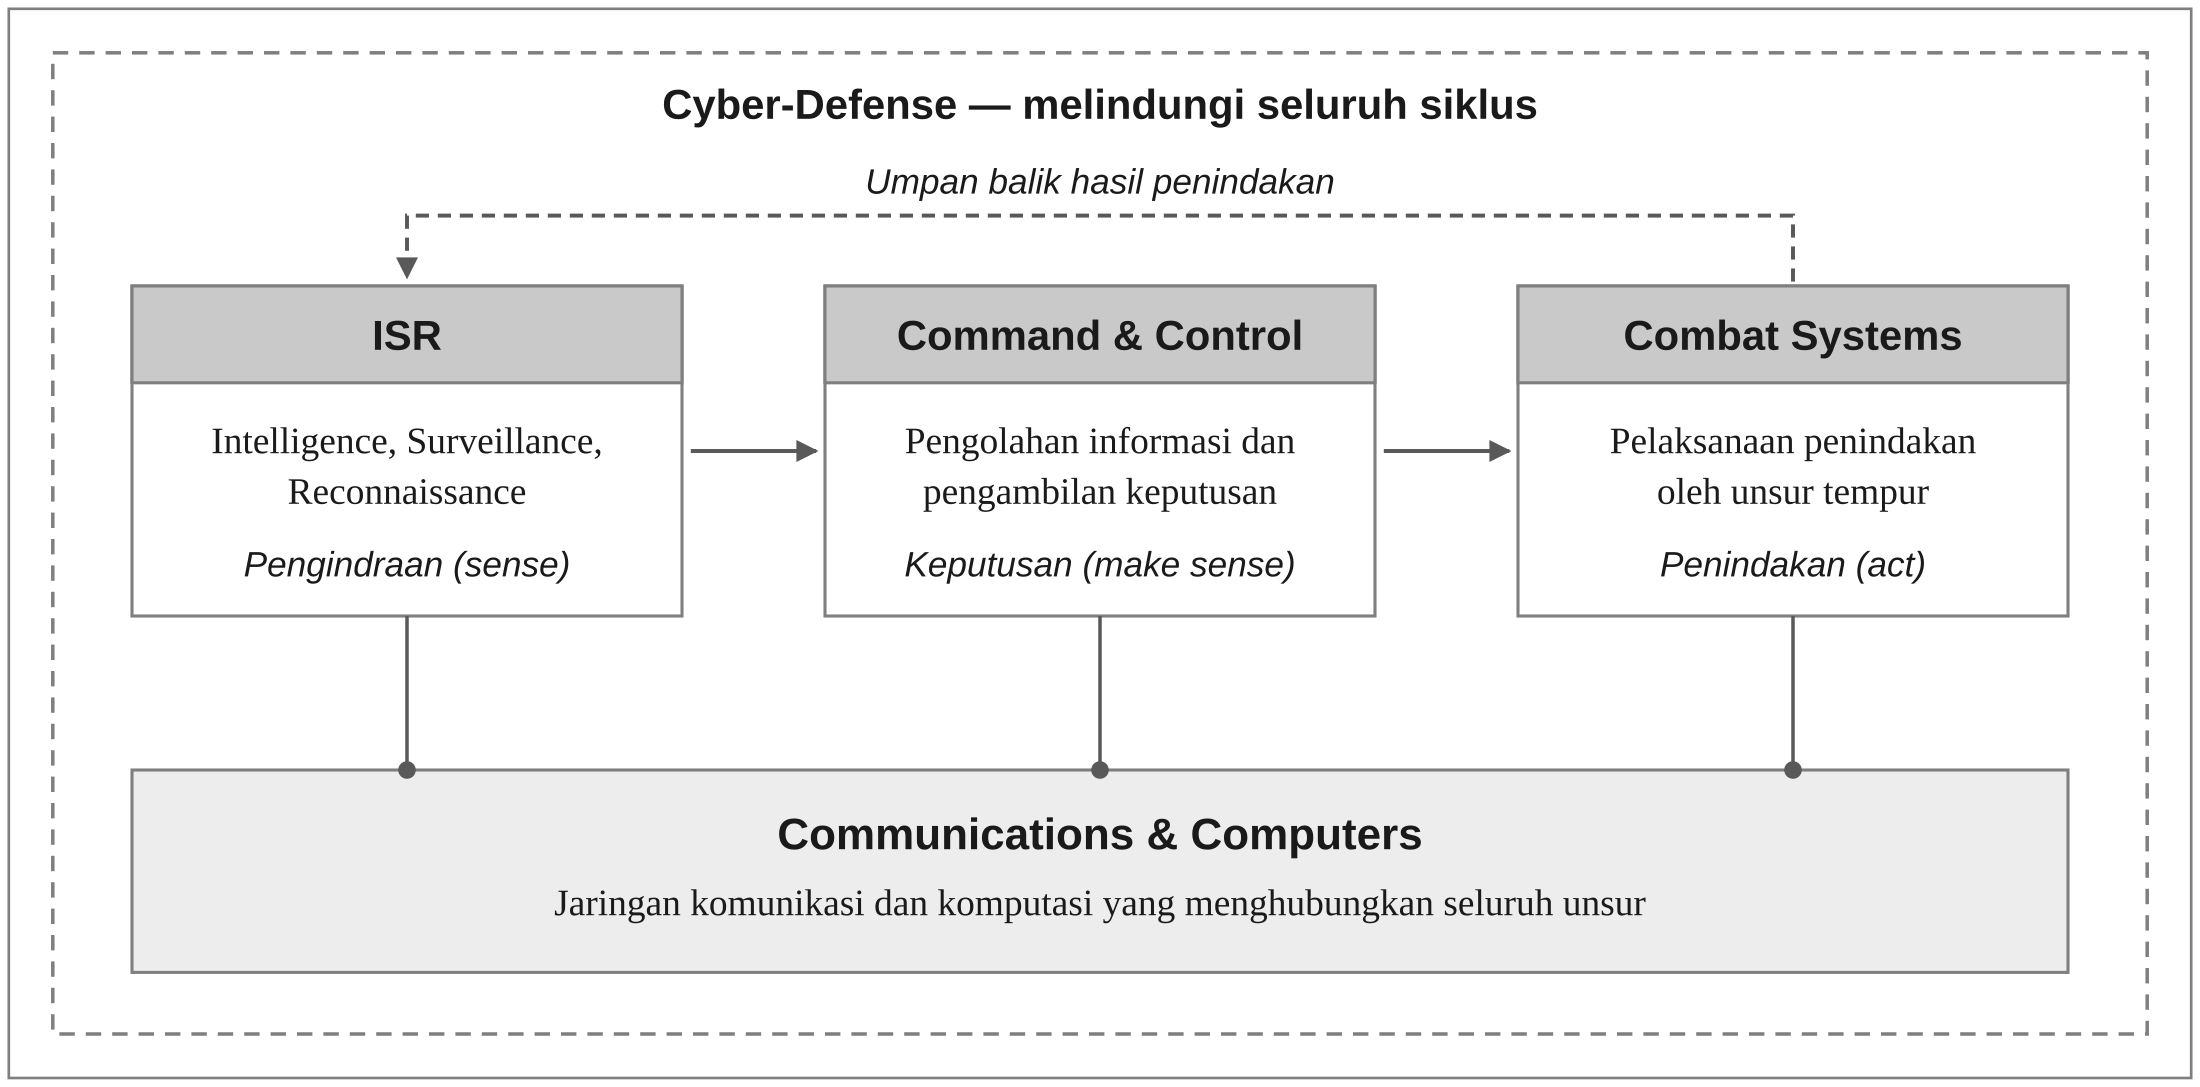 Cyber-Defense — melindungi seluruh siklus
Umpan balik hasil penindakan
ISR
Intelligence, Surveillance,
Reconnaissance
Pengindraan (sense)
Command & Control
Pengolahan informasi dan
pengambilan keputusan
Keputusan (make sense)
Combat Systems
Pelaksanaan penindakan
oleh unsur tempur
Penindakan (act)
Communications & Computers
Jaringan komunikasi dan komputasi yang menghubungkan seluruh unsur